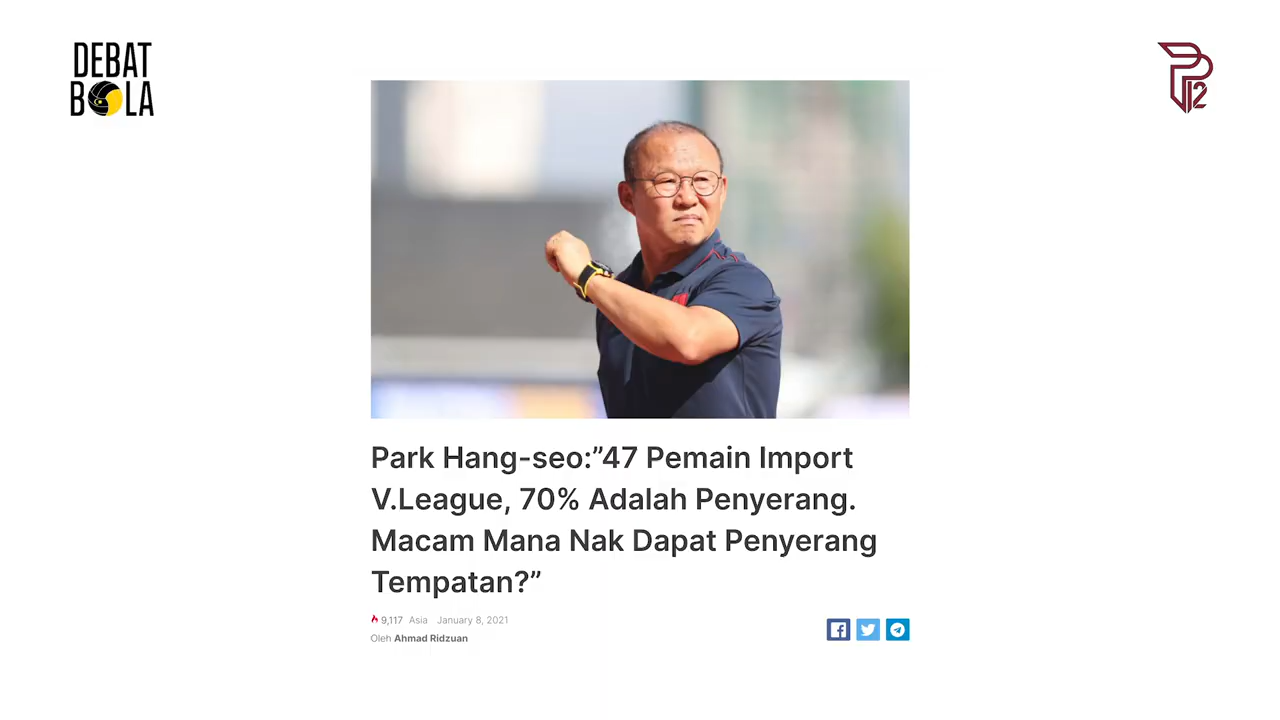 DEBAT
BOLA
Park Hang-seo:”47 Pemain Import
V.League, 70% Adalah Penyerang.
Macam Mana Nak Dapat Penyerang
Tempatan?”
9,117 Asia January 8, 2021
Oleh Ahmad Ridzuan